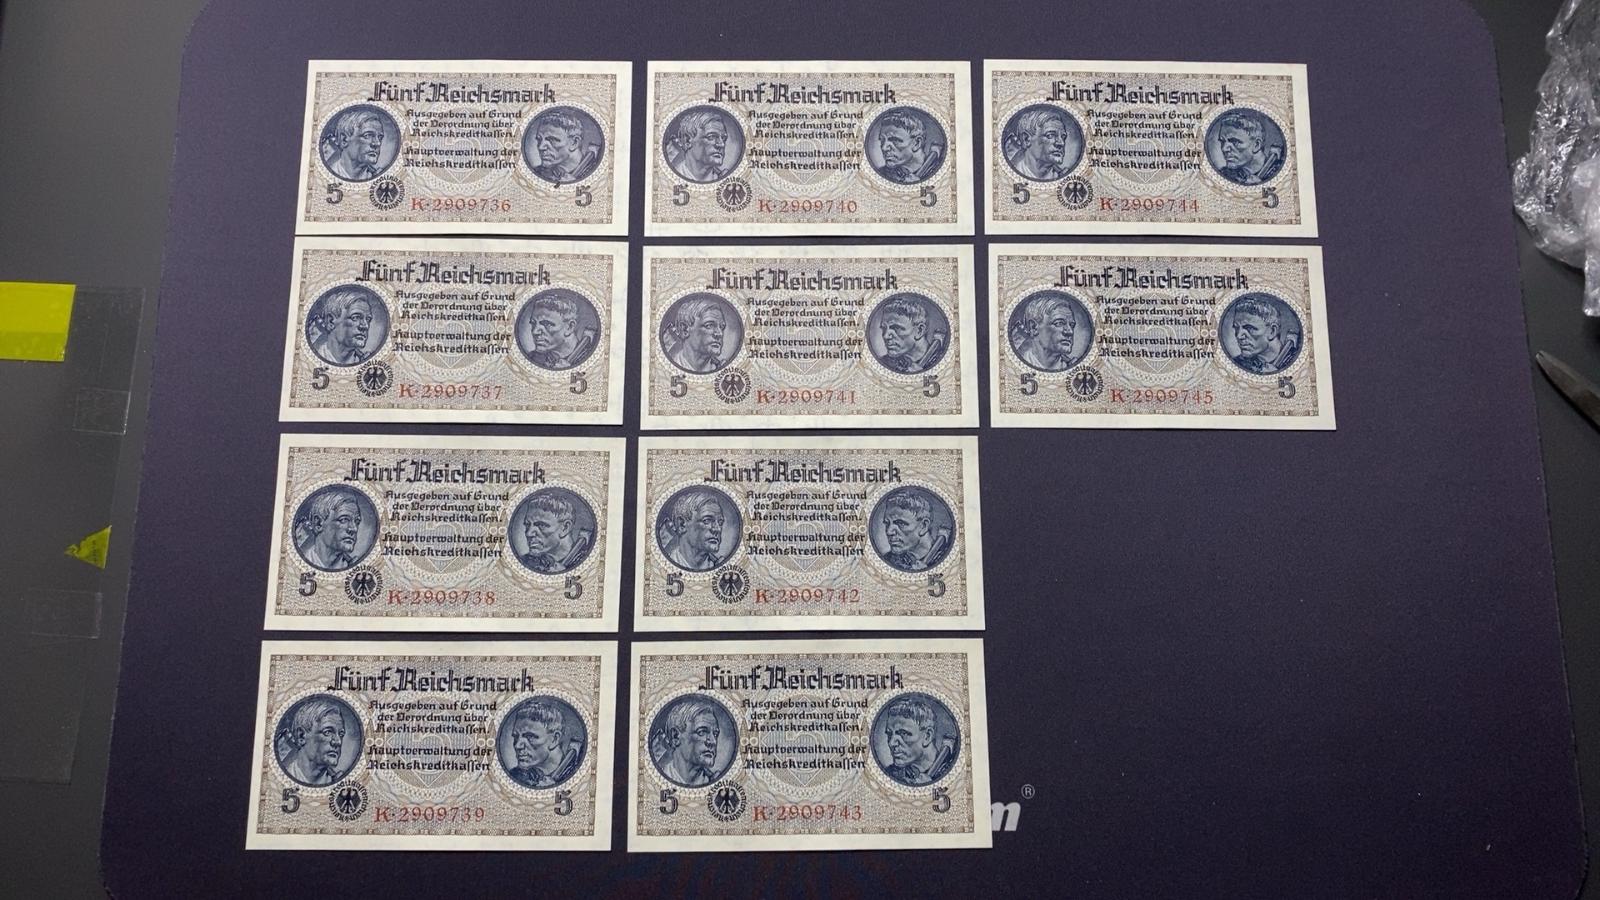 Fünf Reichsmark
Ausgegeben auf Grund
der Verordnung über
Reichskreditkassen.
Hauptverwaltung der
Reichskreditkassen
5
5
K·2909736
Fünf Reichsmark
Ausgegeben auf Grund
der Verordnung über
Reichskreditkassen.
Hauptverwaltung der
Reichskreditkassen
5
5
K·2909740
Fünf Reichsmark
Ausgegeben auf Grund
der Verordnung über
Reichskreditkassen.
Hauptverwaltung der
Reichskreditkassen
5
5
K·2909744
Fünf Reichsmark
Ausgegeben auf Grund
der Verordnung über
Reichskreditkassen.
Hauptverwaltung der
Reichskreditkassen
5
5
K·2909737
Fünf Reichsmark
Ausgegeben auf Grund
der Verordnung über
Reichskreditkassen.
Hauptverwaltung der
Reichskreditkassen
5
5
K·2909741
Fünf Reichsmark
Ausgegeben auf Grund
der Verordnung über
Reichskreditkassen.
Hauptverwaltung der
Reichskreditkassen
5
5
K·2909745
Fünf Reichsmark
Ausgegeben auf Grund
der Verordnung über
Reichskreditkassen.
Hauptverwaltung der
Reichskreditkassen
5
5
K·2909738
Fünf Reichsmark
Ausgegeben auf Grund
der Verordnung über
Reichskreditkassen.
Hauptverwaltung der
Reichskreditkassen
5
5
K·2909742
Fünf Reichsmark
Ausgegeben auf Grund
der Verordnung über
Reichskreditkassen.
Hauptverwaltung der
Reichskreditkassen
5
5
K·2909739
Fünf Reichsmark
Ausgegeben auf Grund
der Verordnung über
Reichskreditkassen.
Hauptverwaltung der
Reichskreditkassen
5
5
K·2909743
m®